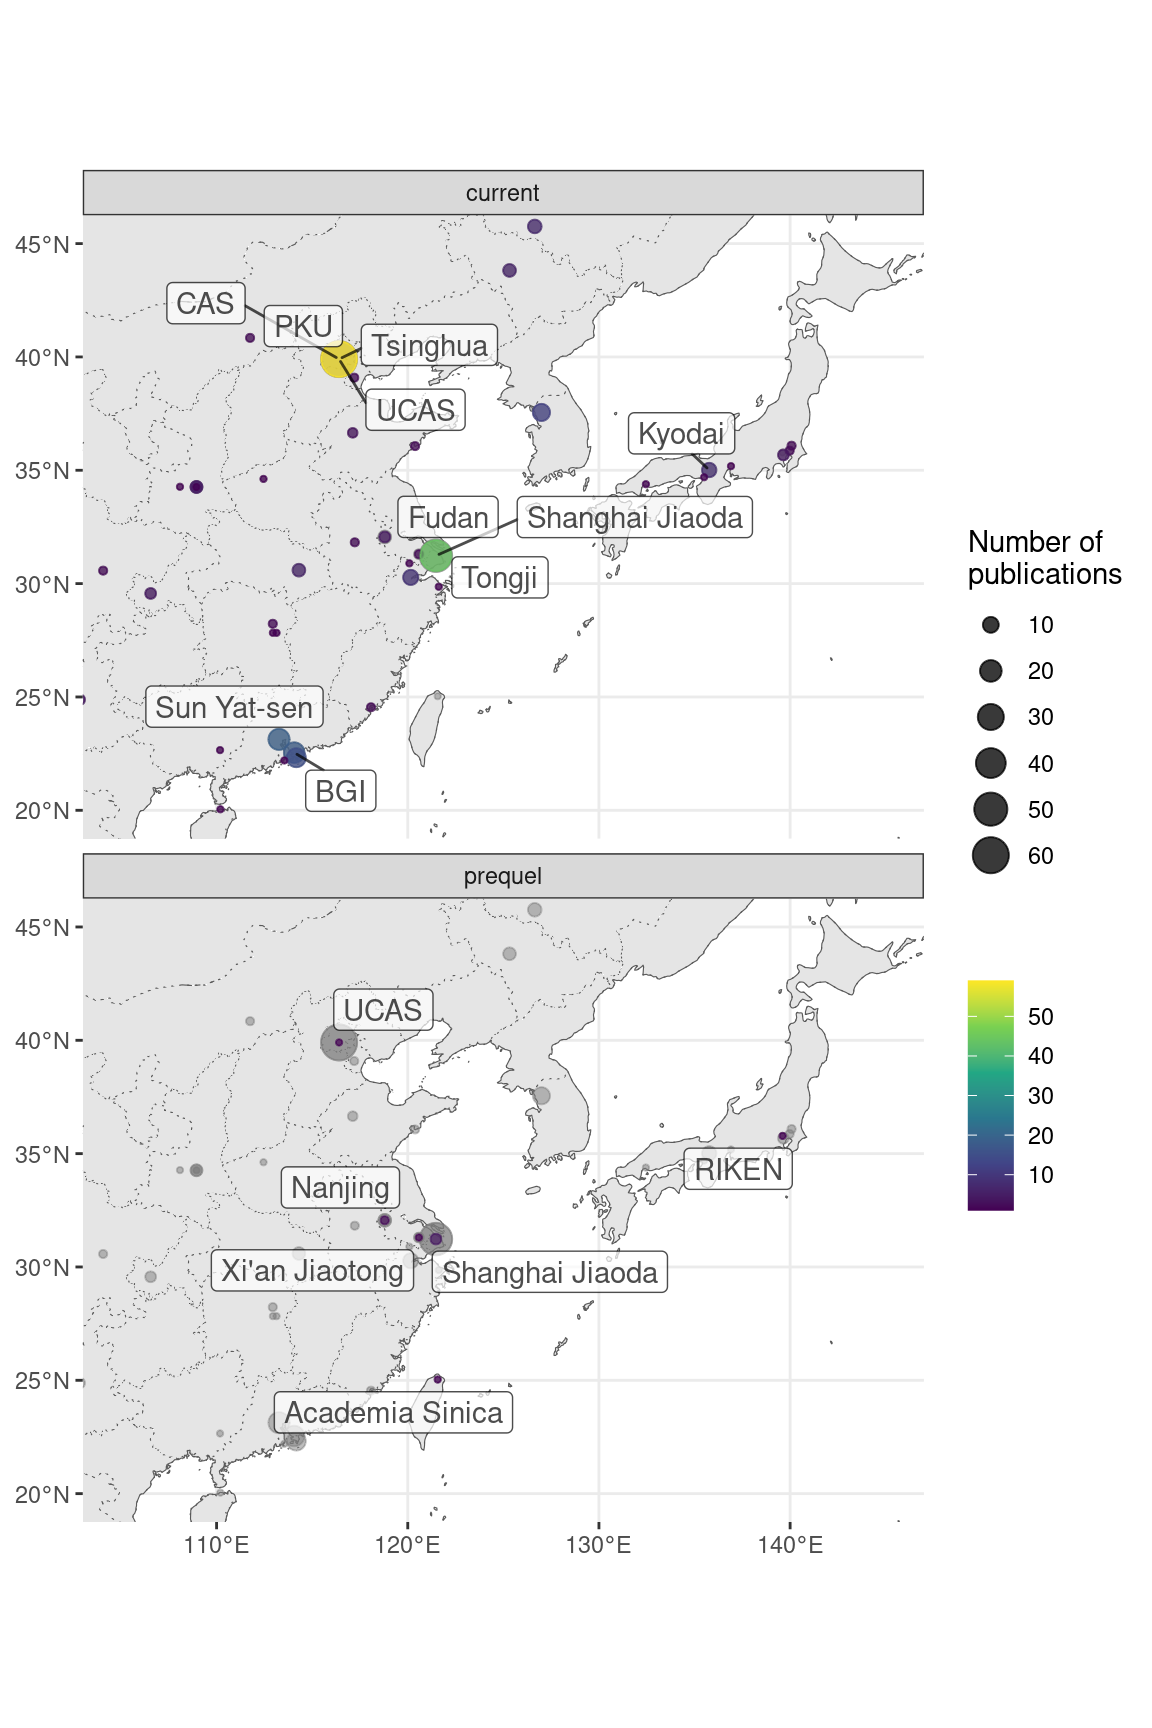 current
45°N
40°N
35°N
30°N
25°N
20°N
CAS
PKU
Tsinghua
UCAS
Kyodai
Fudan
Shanghai Jiaoda
Tongji
Sun Yat-sen
BGI
prequel
45°N
40°N
35°N
30°N
25°N
20°N
UCAS
Nanjing
RIKEN
Xi'an Jiaotong
Shanghai Jiaoda
Academia Sinica
110°E
120°E
130°E
140°E
Number of
publications
10
20
30
40
50
60
50
40
30
20
10